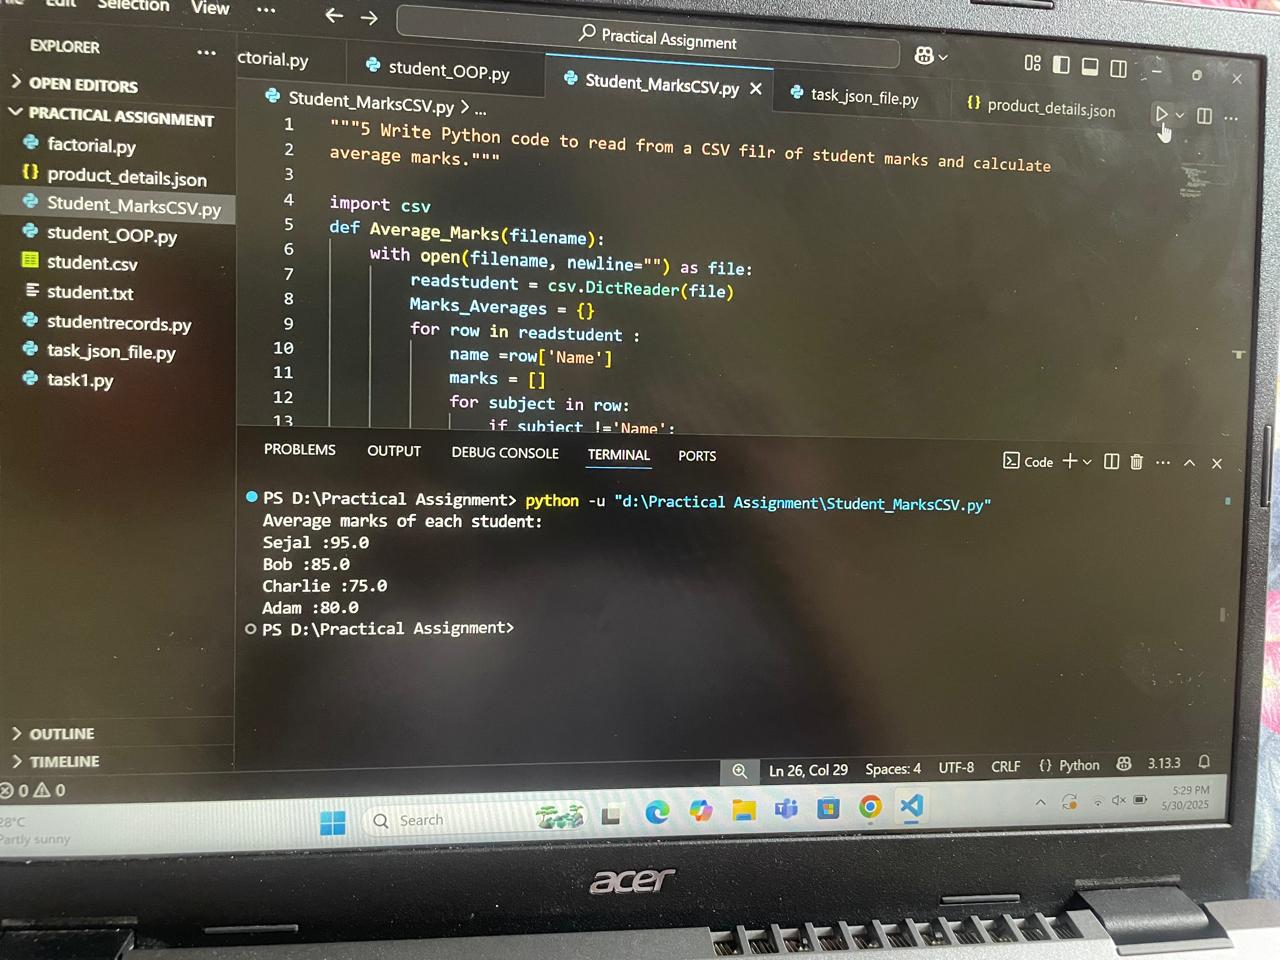 Edit Selection View ...
Practical Assignment
EXPLORER ...
OPEN EDITORS
PRACTICAL ASSIGNMENT
factorial.py
product_details.json
Student_MarksCSV.py
student_OOP.py
student.csv
student.txt
studentrecords.py
task_json_file.py
task1.py
OUTLINE
TIMELINE
ctorial.py student_OOP.py Student_MarksCSV.py task_json_file.py {} product_details.json
Student_MarksCSV.py > ...
1 """5 Write Python code to read from a CSV filr of student marks and calculate
2 average marks."""
3
4 import csv
5 def Average_Marks(filename):
6 with open(filename, newline="") as file:
7 readstudent = csv.DictReader(file)
8 Marks_Averages = {}
9 for row in readstudent :
10 name =row['Name']
11 marks = []
12 for subject in row:
13 if subject !='Name':
PROBLEMS OUTPUT DEBUG CONSOLE TERMINAL PORTS
Code
PS D:\Practical Assignment> python -u "d:\Practical Assignment\Student_MarksCSV.py"
Average marks of each student:
Sejal :95.0
Bob :85.0
Charlie :75.0
Adam :80.0
PS D:\Practical Assignment>
0 0
Ln 26, Col 29 Spaces: 4 UTF-8 CRLF {} Python 3.13.3
28°C
Partly sunny
Search
5:29 PM
5/30/2025
acer